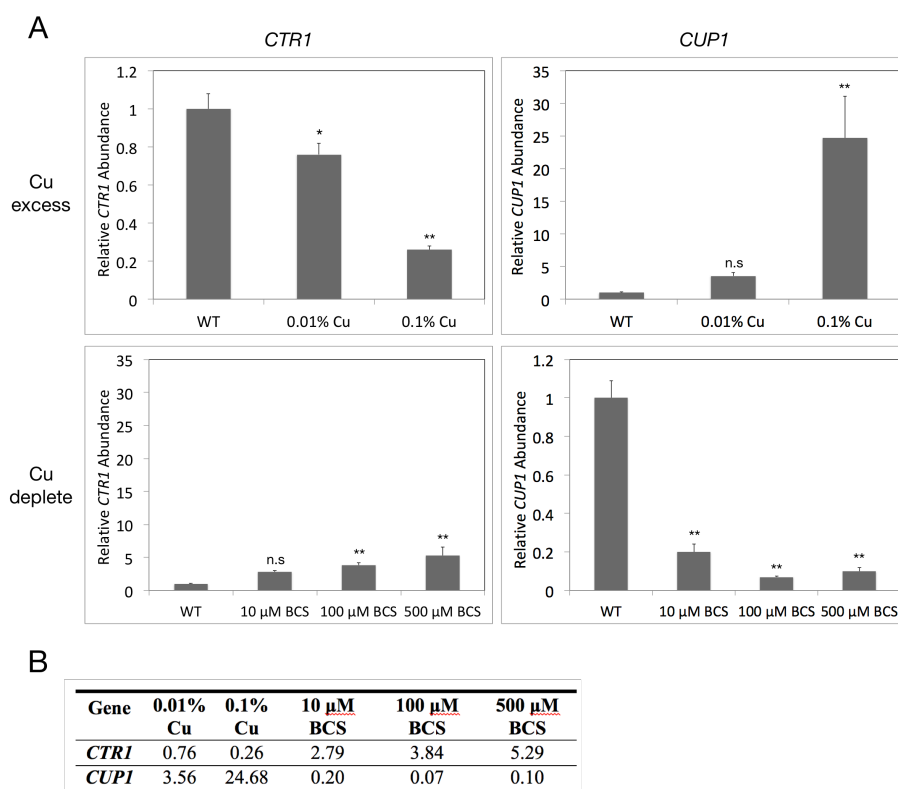 A
CTR1
CUP1
Cu
excess
Relative CTR1 Abundance
1.2
1
0.8
0.6
0.4
0.2
0
*
**
WT
0.01% Cu
0.1% Cu
Relative CUP1 Abundance
35
30
25
20
15
10
5
0
n.s
**
WT
0.01% Cu
0.1% Cu
Cu
deplete
Relative CTR1 Abundance
35
30
25
20
15
10
5
0
n.s
**
**
WT
10 µM BCS
100 µM BCS
500 µM BCS
Relative CUP1 Abundance
1.2
1
0.8
0.6
0.4
0.2
0
**
**
**
WT
10 µM BCS
100 µM BCS
500 µM BCS
B
Gene 0.01% 0.1% 10 µM 100 µM 500 µM
Cu Cu BCS BCS BCS
CTR1 0.76 0.26 2.79 3.84 5.29
CUP1 3.56 24.68 0.20 0.07 0.10